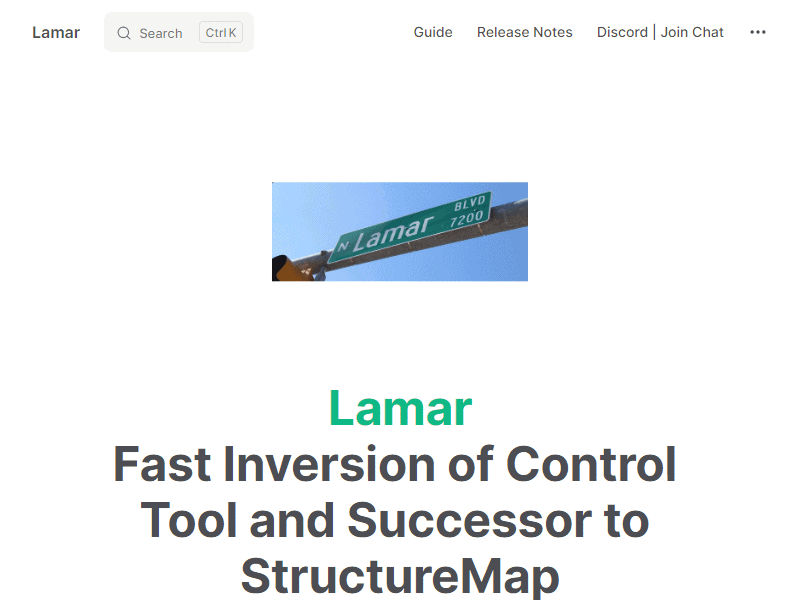 Lamar
Search
Ctrl K
Guide
Release Notes
Discord | Join Chat
N Lamar BLVD
7200
Lamar
Fast Inversion of Control
Tool and Successor to
StructureMap